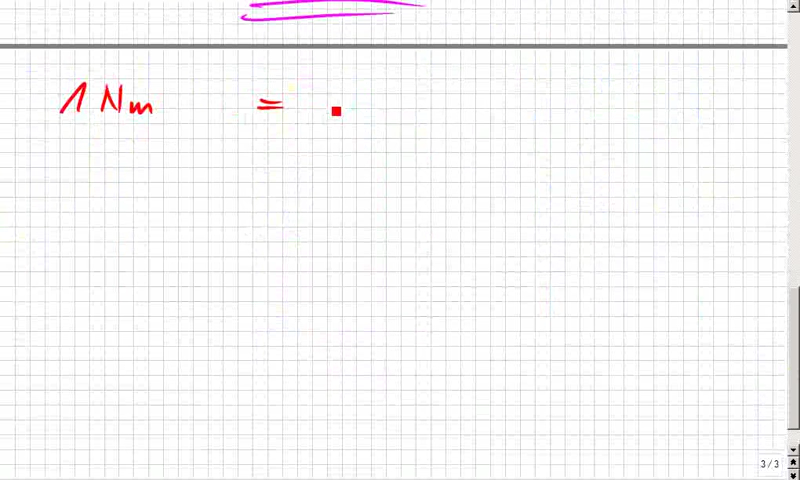 1 Nm =
3 / 3